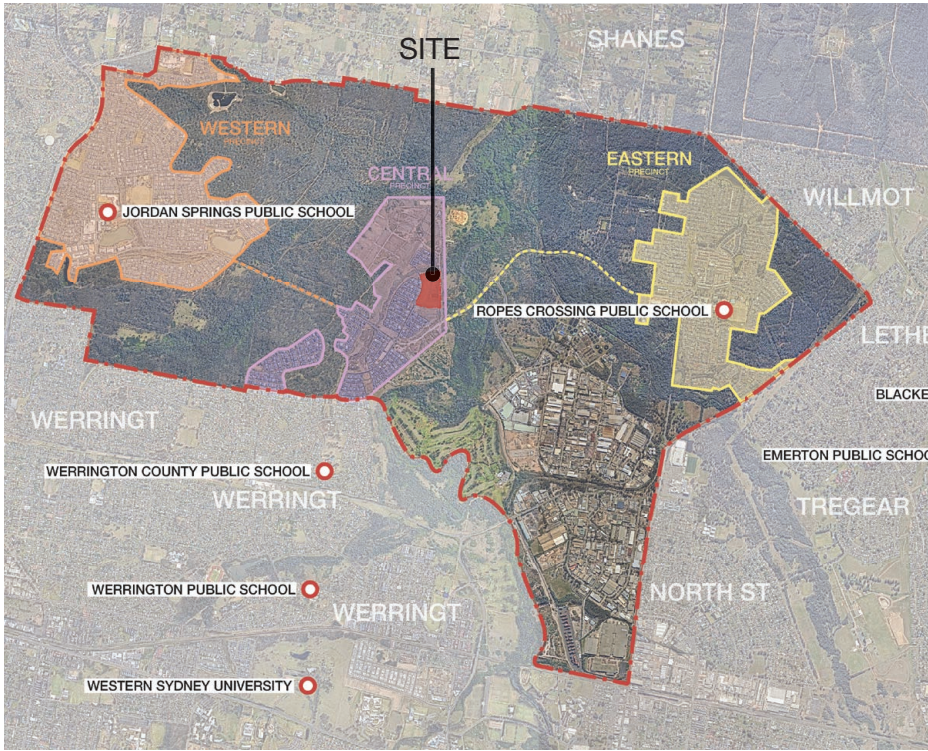 SHANES
SITE
WESTERN
PRECINCT
EASTERN
PRECINCT
CENTRAL
PRECINCT
WILLMOT
JORDAN SPRINGS PUBLIC SCHOOL
ROPES CROSSING PUBLIC SCHOOL
LETHE
BLACKE
WERRINGT
EMERTON PUBLIC SCHOO
WERRINGTON COUNTY PUBLIC SCHOOL
WERRINGT
TREGEAR
WERRINGTON PUBLIC SCHOOL
NORTH ST
WERRINGT
WESTERN SYDNEY UNIVERSITY